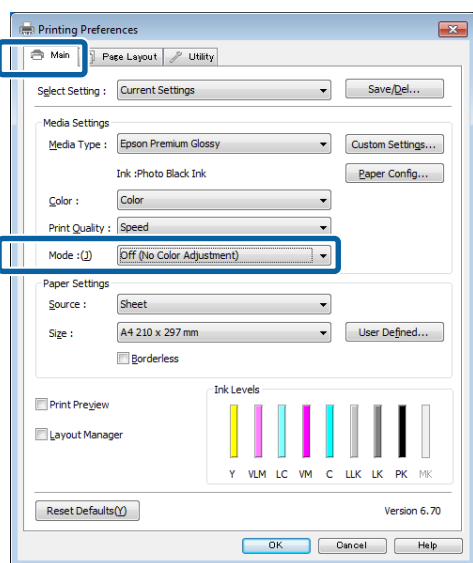 Printing Preferences
Main Page Layout Utility
Select Setting : Current Settings Save/Del...
Media Settings
Media Type : Epson Premium Glossy Custom Settings...
Ink :Photo Black Ink Paper Config...
Color : Color
Print Quality : Speed
Mode :(J) Off (No Color Adjustment)
Paper Settings
Source : Sheet
Size : A4 210 x 297 mm User Defined...
Borderless
Ink Levels
Print Preview
Layout Manager
Y VLM LC VM C LLK LK PK MK
Reset Defaults(Y) Version 6.70
OK Cancel Help